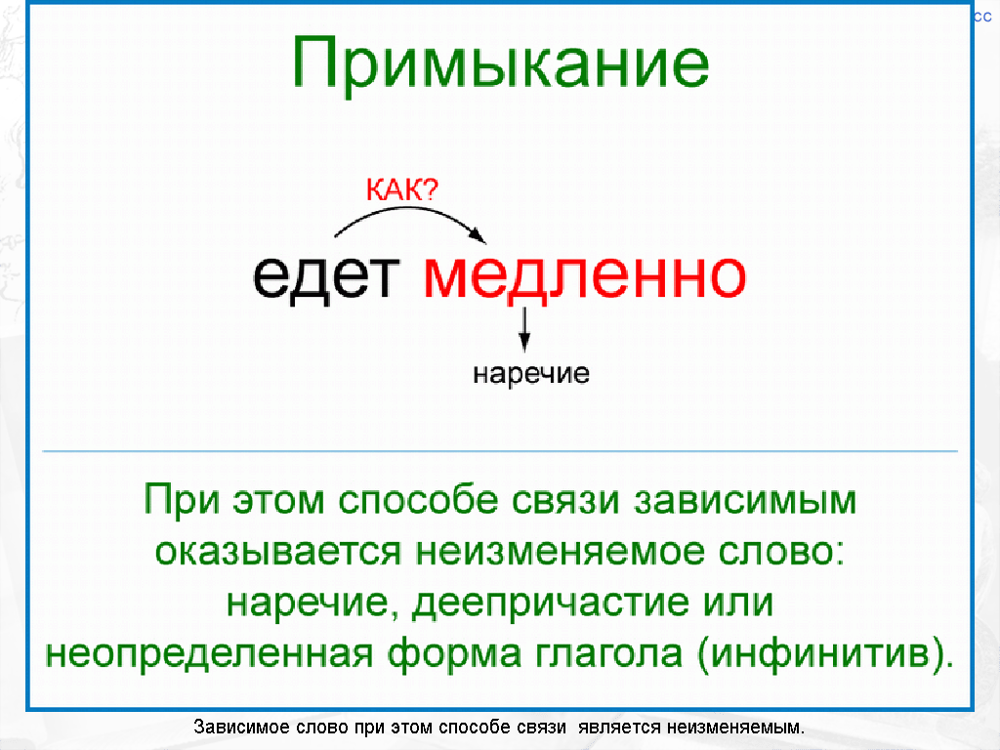 сс
Примыкание
КАК?
едет медленно
наречие
При этом способе связи зависимым
оказывается неизменяемое слово:
наречие, деепричастие или
неопределенная форма глагола (инфинитив).
Зависимое слово при этом способе связи является неизменяемым.